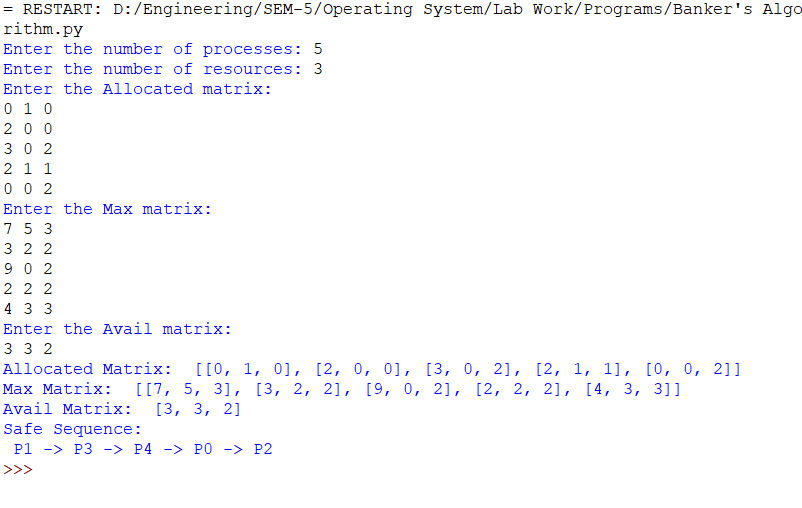 = RESTART: D:/Engineering/SEM-5/Operating System/Lab Work/Programs/Banker's Algo
rithm.py
Enter the number of processes: 5
Enter the number of resources: 3
Enter the Allocated matrix:
0 1 0
2 0 0
3 0 2
2 1 1
0 0 2
Enter the Max matrix:
7 5 3
3 2 2
9 0 2
2 2 2
4 3 3
Enter the Avail matrix:
3 3 2
Allocated Matrix:  [[0, 1, 0], [2, 0, 0], [3, 0, 2], [2, 1, 1], [0, 0, 2]]
Max Matrix:  [[7, 5, 3], [3, 2, 2], [9, 0, 2], [2, 2, 2], [4, 3, 3]]
Avail Matrix:  [3, 3, 2]
Safe Sequence:
 P1 -> P3 -> P4 -> P0 -> P2
>>>